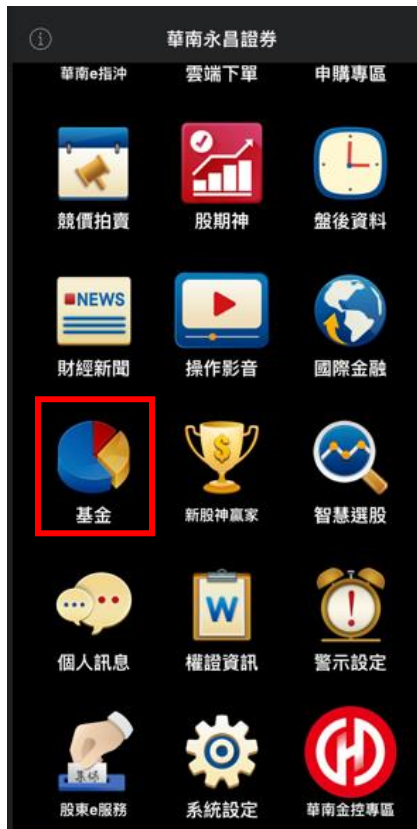 華南永昌證券
華南e指沖 雲端下單 申購專區
競價拍賣 股期神 盤後資料
NEWS
財經新聞 操作影音 國際金融
$
基金 新股神贏家 智慧選股
W
個人訊息 權證資訊 警示設定
集保
股東e服務 系統設定 華南金控專區